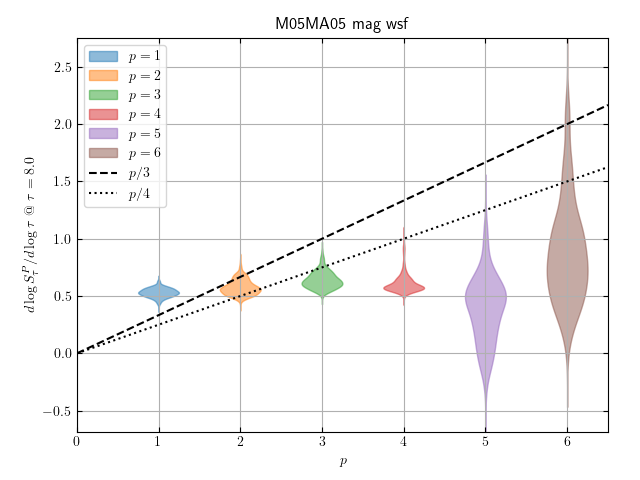 M05MA05 mag wsf
d log S_τ^P / d log τ @ τ = 8.0
2.5
2.0
1.5
1.0
0.5
0.0
−0.5
p = 1
p = 2
p = 3
p = 4
p = 5
p = 6
p/3
p/4
0 1 2 3 4 5 6
p